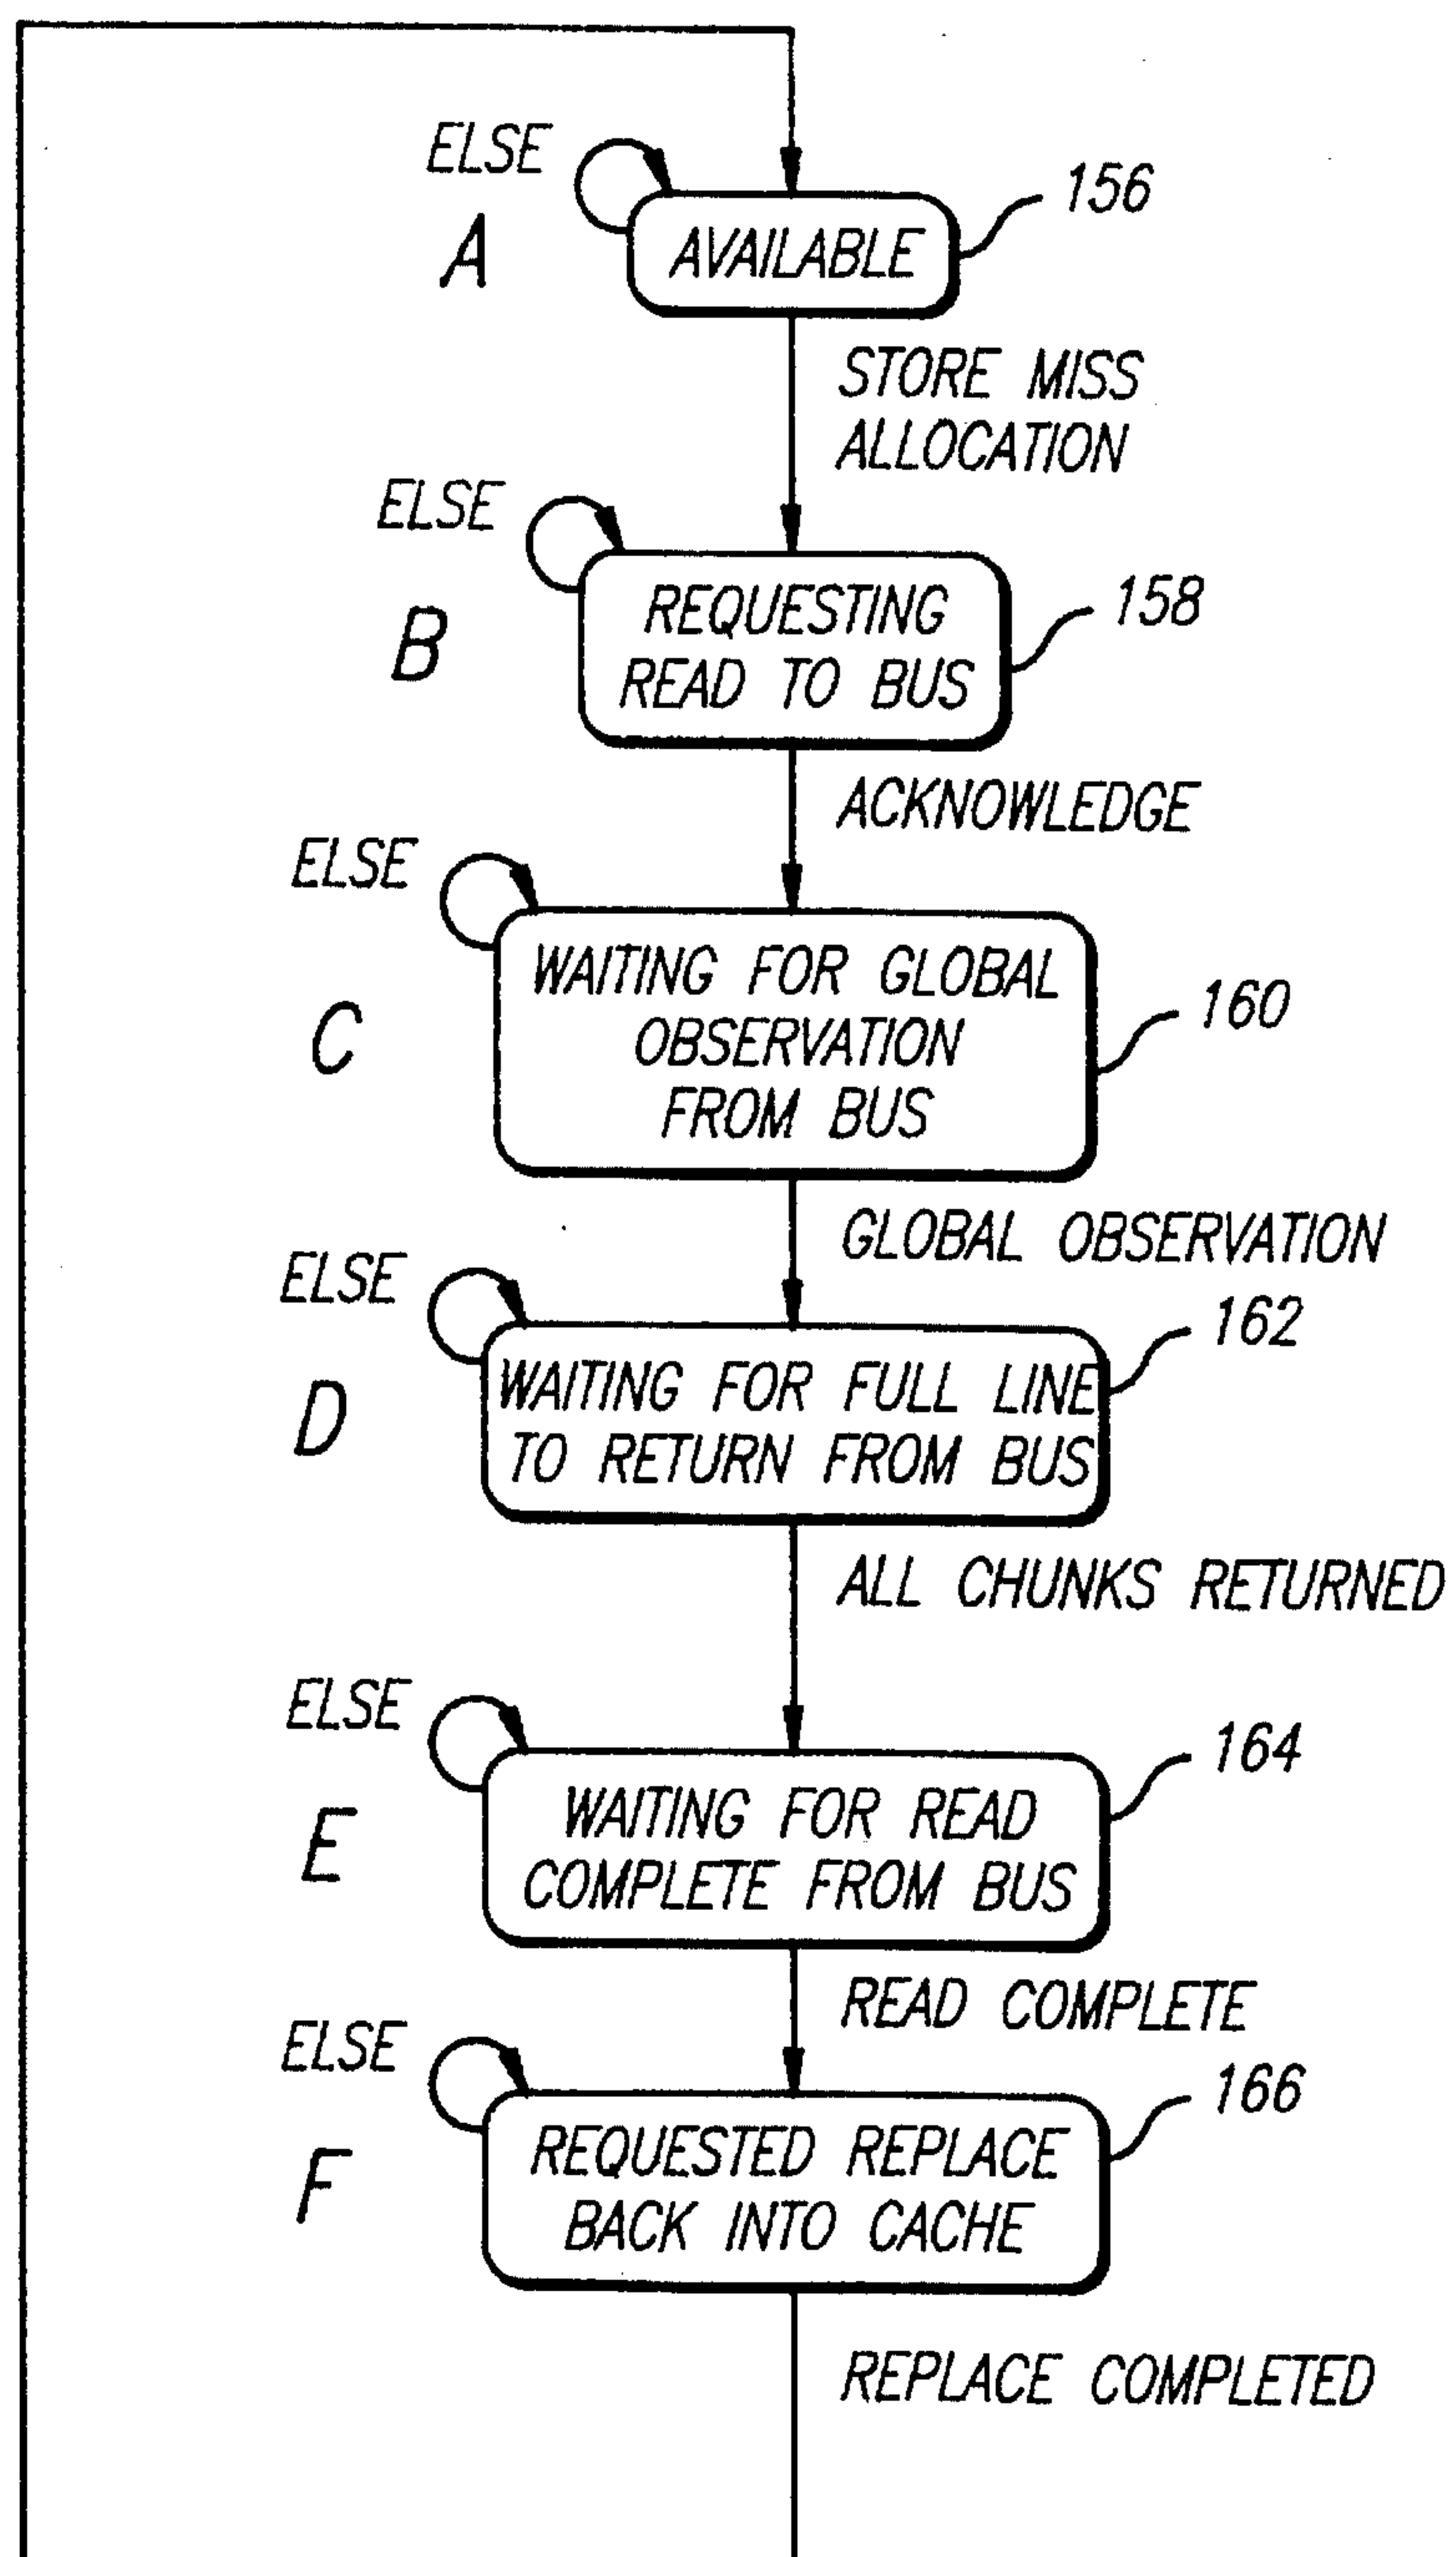 ELSE
A
AVAILABLE
156
STORE MISS
ALLOCATION
ELSE
B
REQUESTING
READ TO BUS
158
ACKNOWLEDGE
ELSE
C
WAITING FOR GLOBAL
OBSERVATION
FROM BUS
160
GLOBAL OBSERVATION
ELSE
D
WAITING FOR FULL LINE
TO RETURN FROM BUS
162
ALL CHUNKS RETURNED
ELSE
E
WAITING FOR READ
COMPLETE FROM BUS
164
READ COMPLETE
ELSE
F
REQUESTED REPLACE
BACK INTO CACHE
166
REPLACE COMPLETED